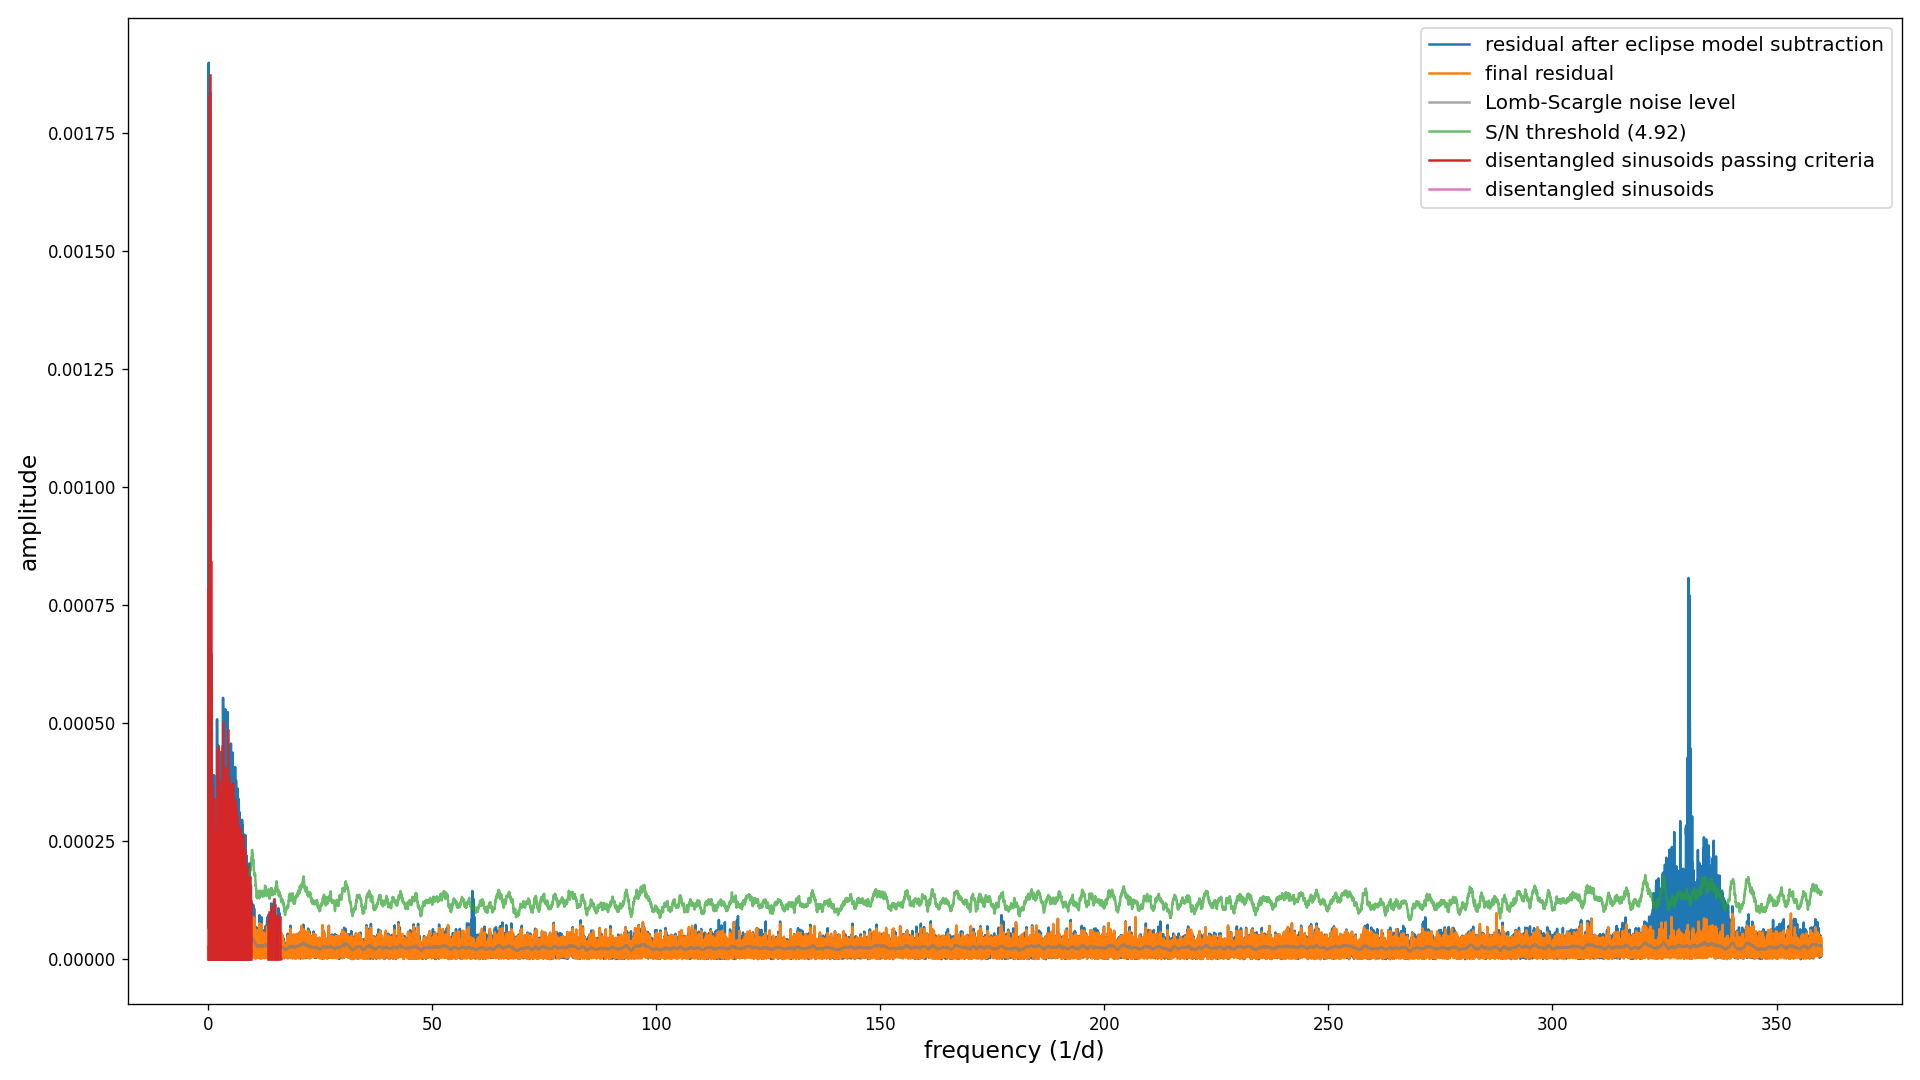 residual after eclipse model subtraction
final residual
Lomb-Scargle noise level
S/N threshold (4.92)
disentangled sinusoids passing criteria
disentangled sinusoids
amplitude
0.00175
0.00150
0.00125
0.00100
0.00075
0.00050
0.00025
0.00000
0 50 100 150 200 250 300 350
frequency (1/d)